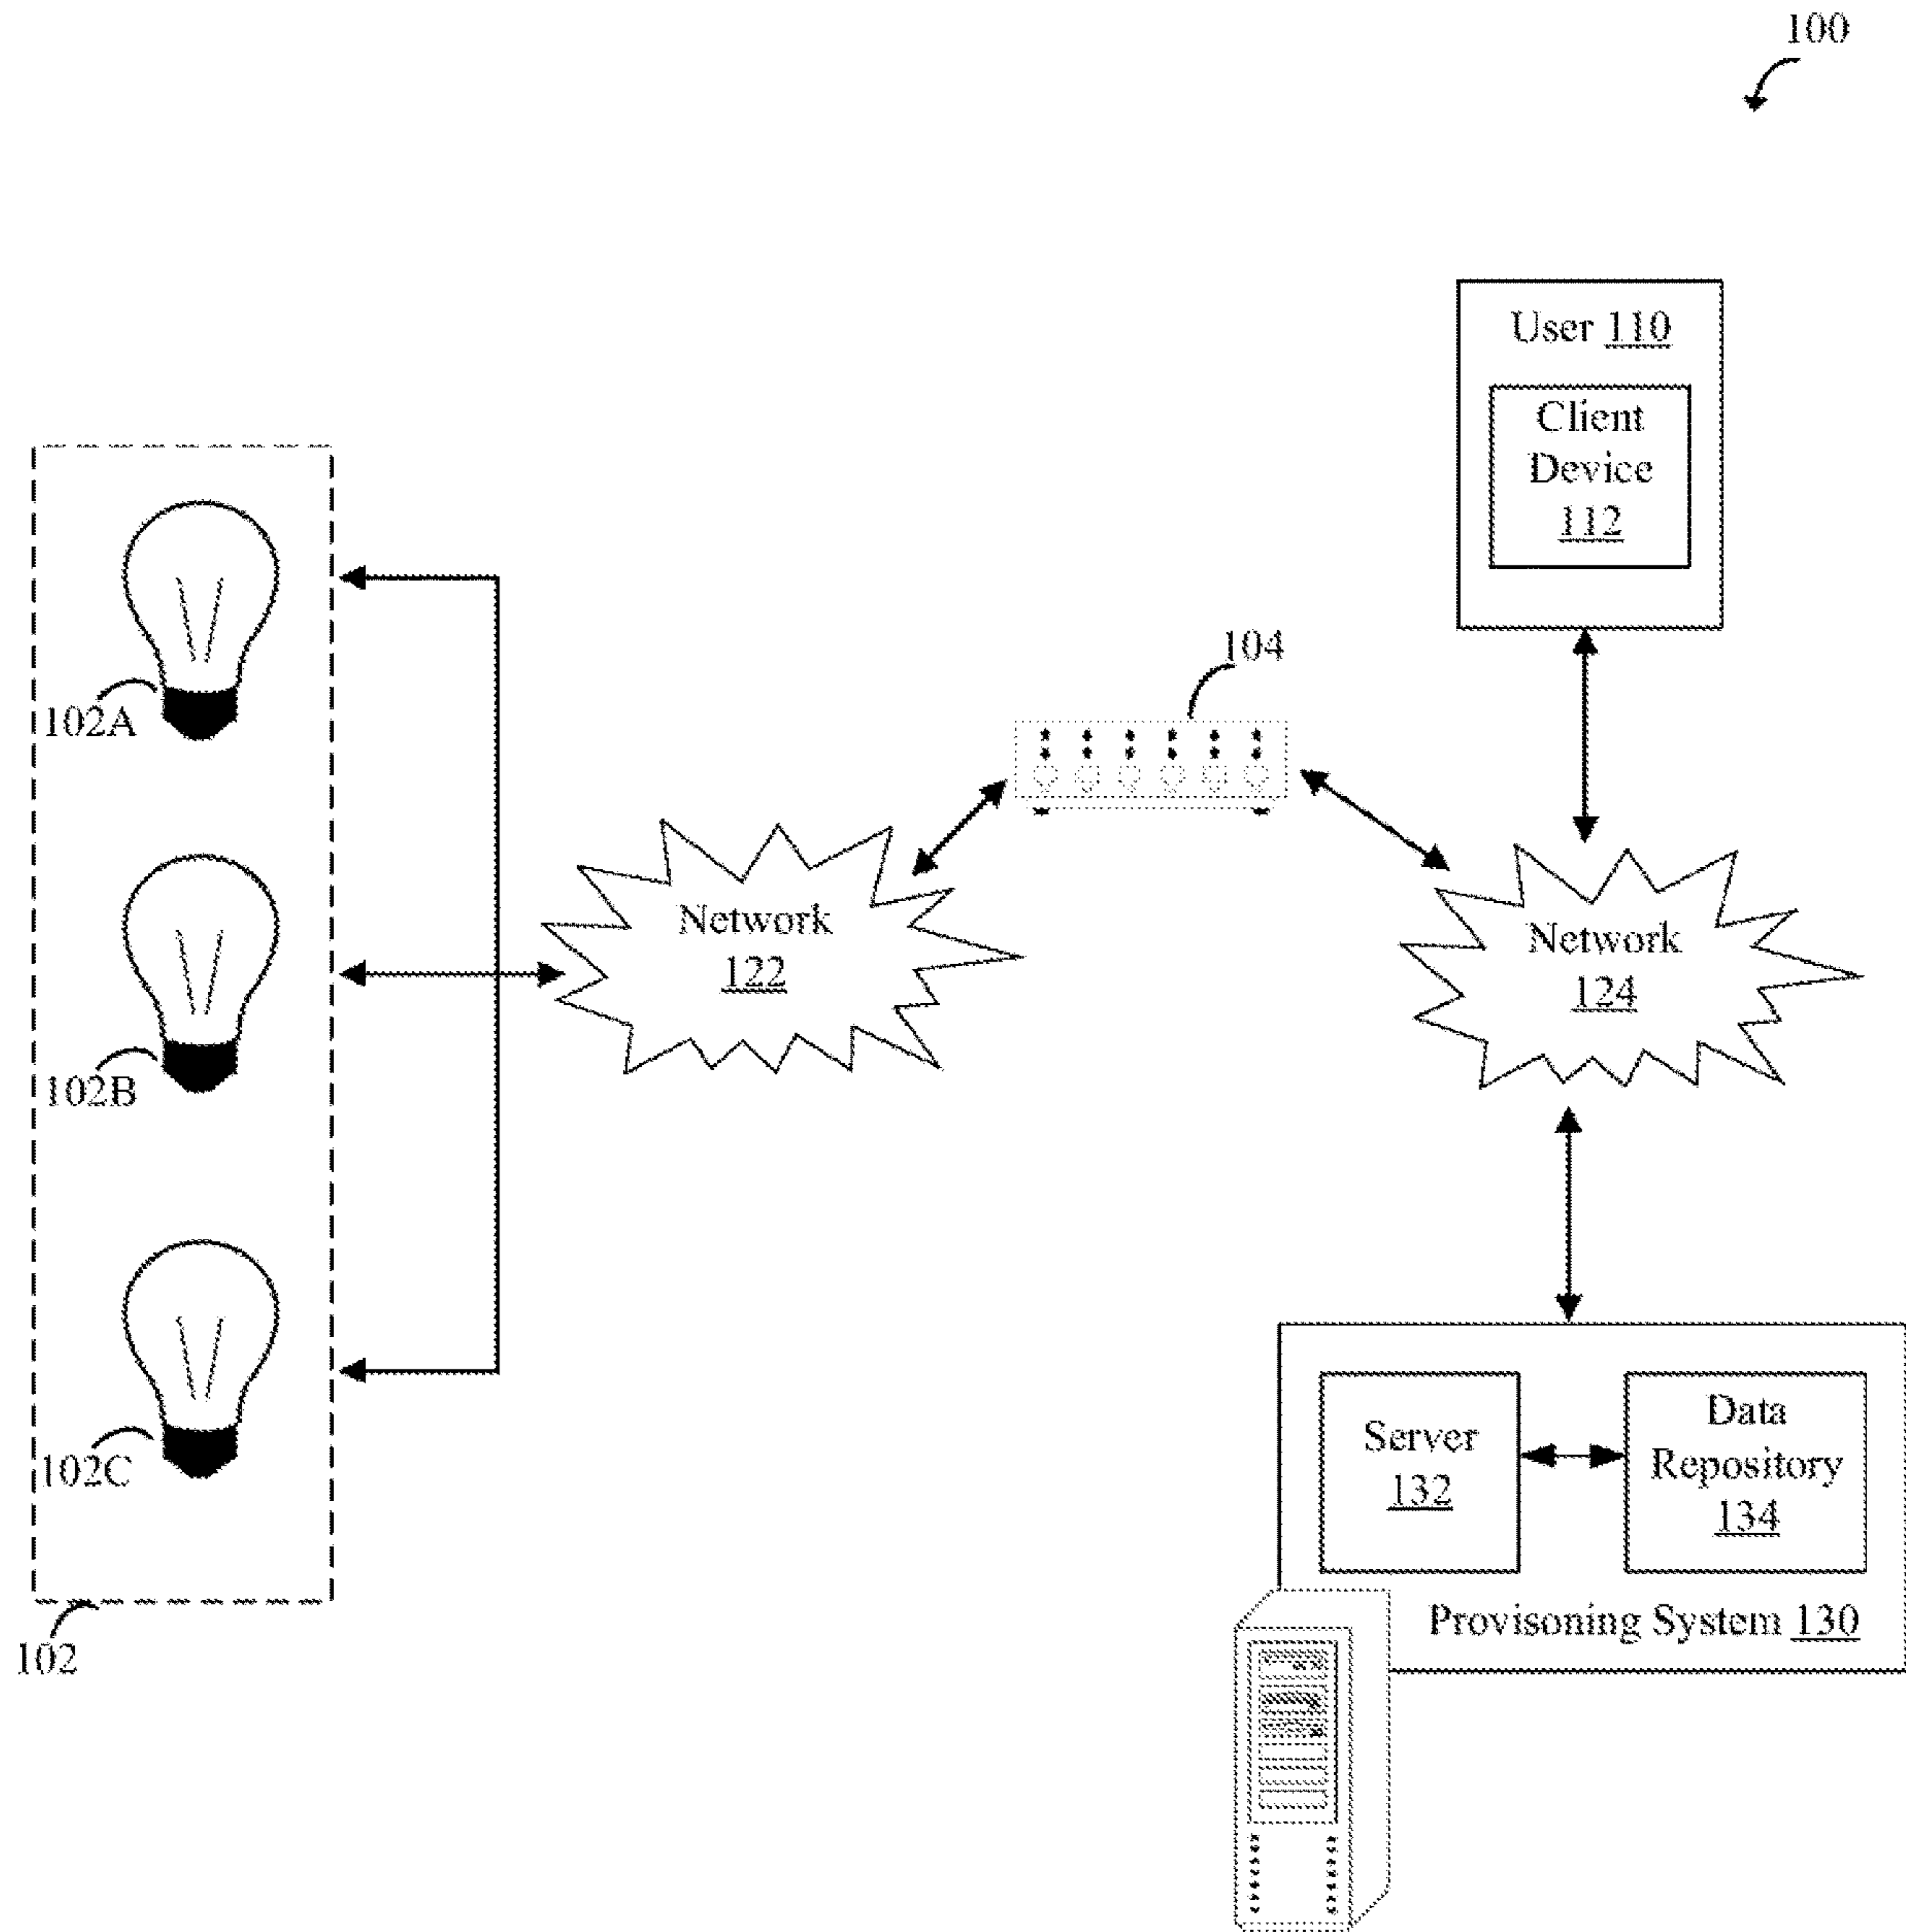 100
User 110
Client
Device
112
104
102A
Network
122
Network
124
102B
102C
Server
132
Data
Repository
134
Provisoning System 130
102